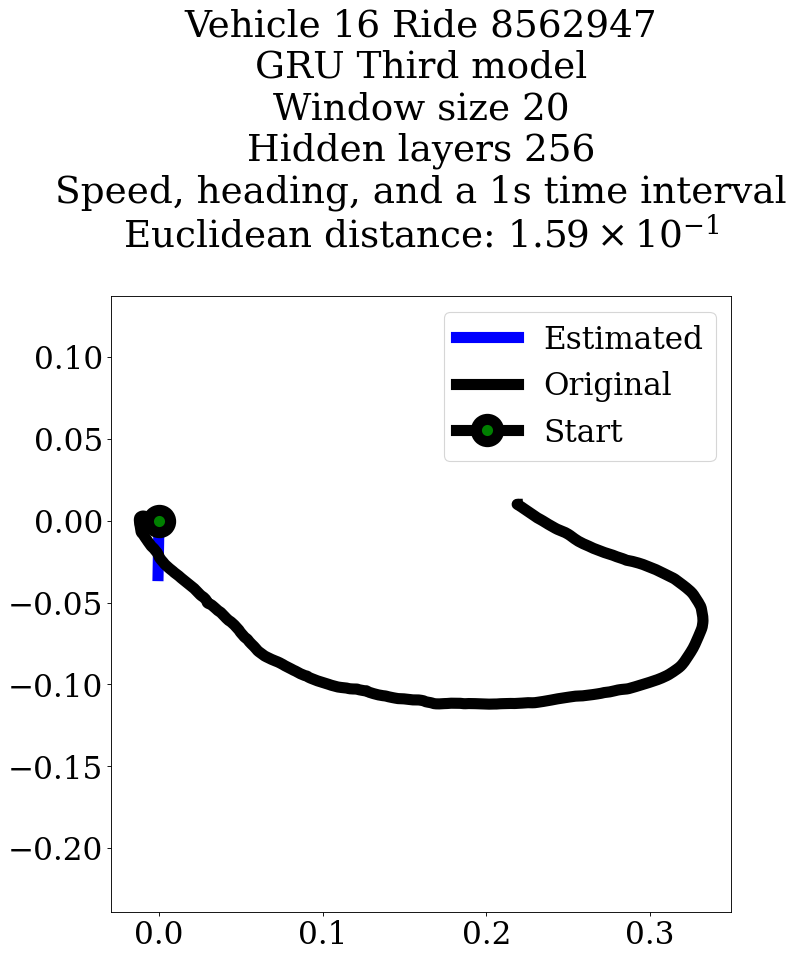 Vehicle 16 Ride 8562947
GRU Third model
Window size 20
Hidden layers 256
Speed, heading, and a 1s time interval
Euclidean distance: 1.59 × 10⁻¹
Estimated
Original
Start
0.10
0.05
0.00
−0.05
−0.10
−0.15
−0.20
0.0 0.1 0.2 0.3